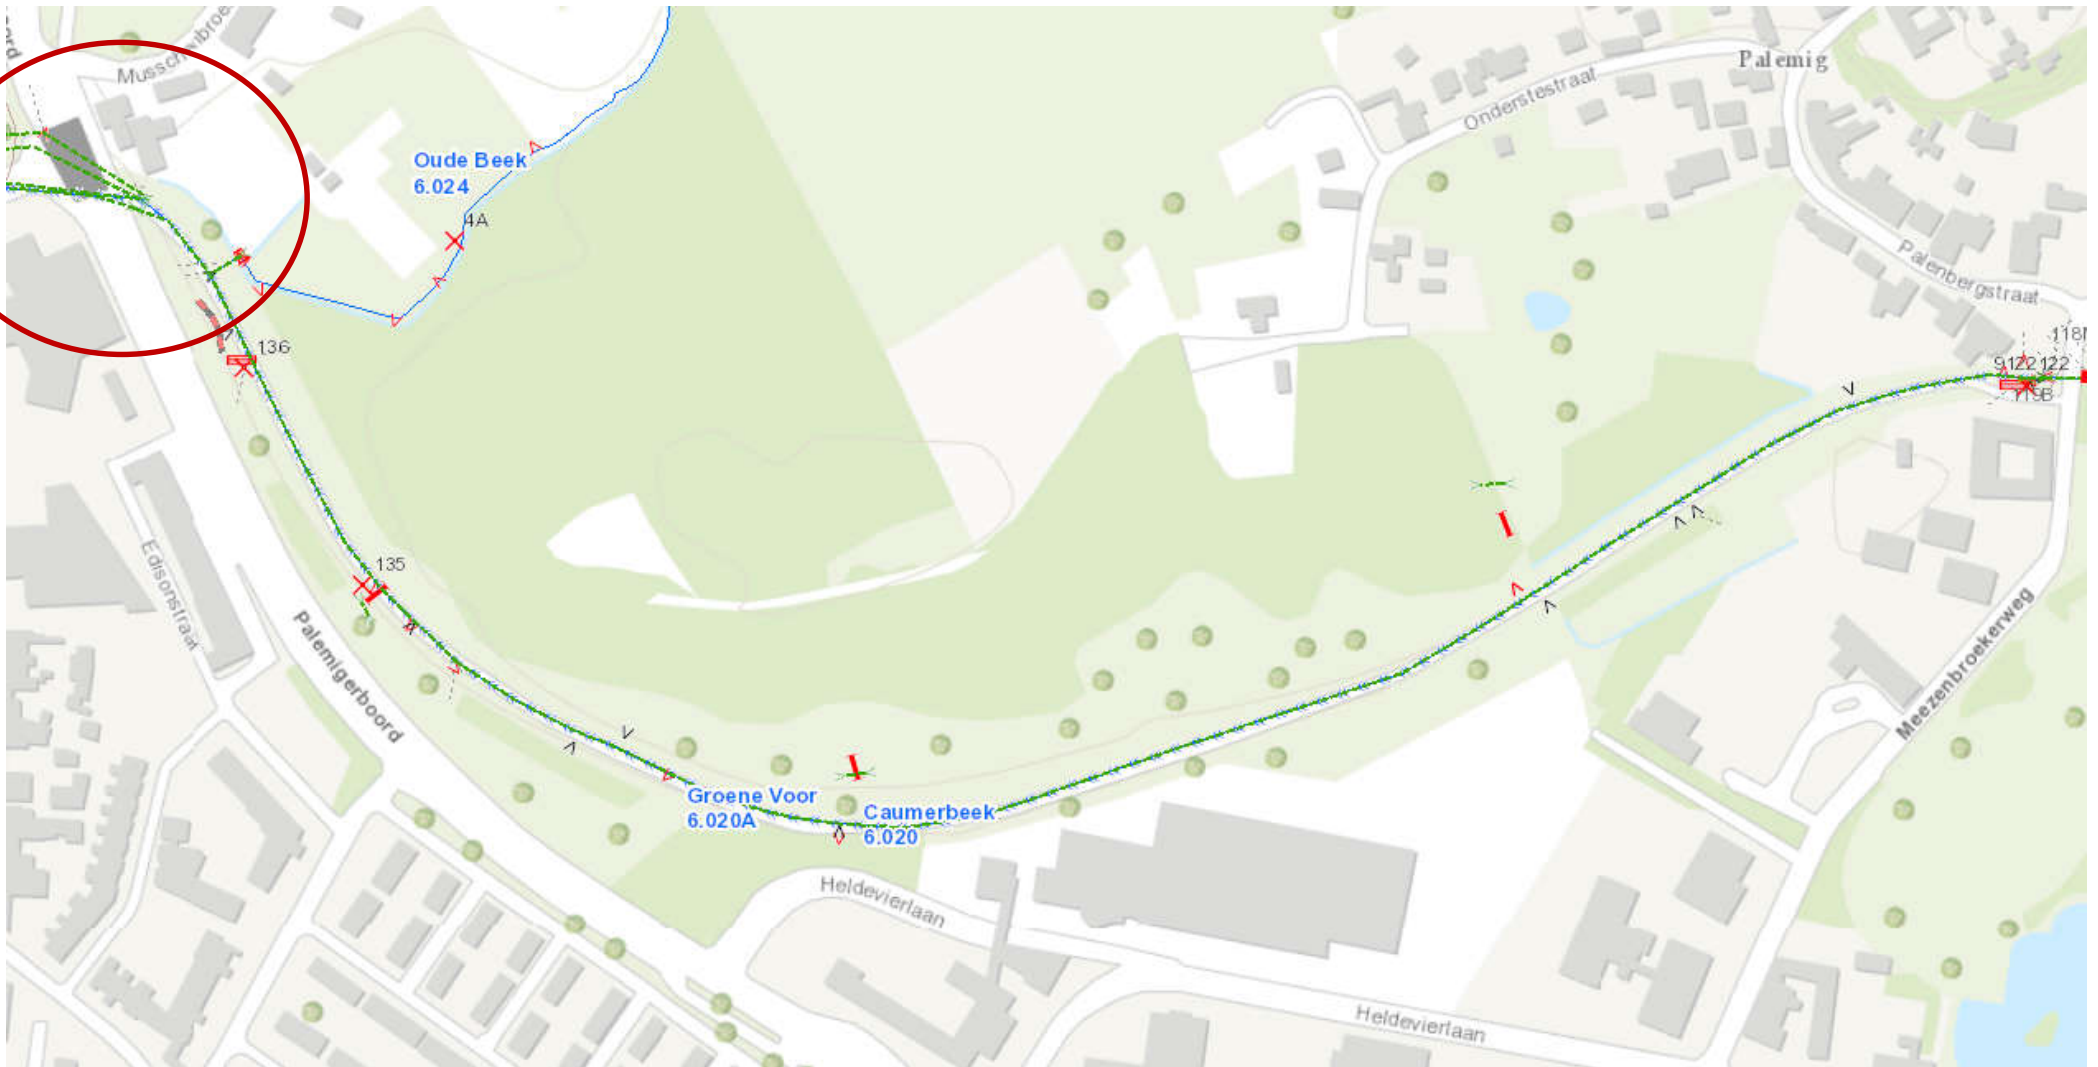 Musschenbroe
Palemig
Onderstestraat
Oude Beek
6.024
4A
Palenbergstraat
136
118
9122122
119B
135
Edisonstraat
Palemigerboord
Meezenbroekerweg
Groene Voor
6.020A
Caumerbeek
6.020
Heldevierlaan
Heldevierlaan